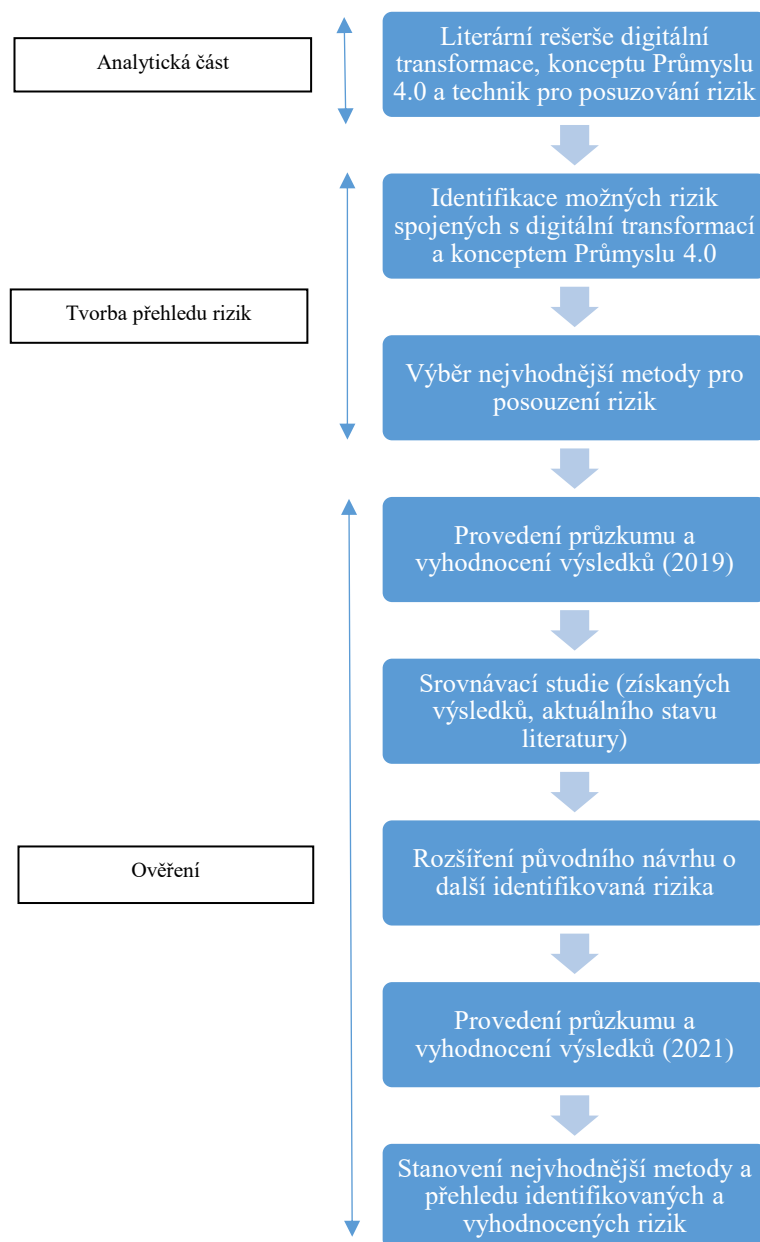 Analytická část
Literární rešerše digitální
transformace, konceptu Průmyslu
4.0 a technik pro posuzování rizik
Tvorba přehledu rizik
Identifikace možných rizik
spojených s digitální transformací
a konceptem Průmyslu 4.0
Výběr nejvhodnější metody pro
posouzení rizik
Ověření
Provedení průzkumu a
vyhodnocení výsledků (2019)
Srovnávací studie (získaných
výsledků, aktuálního stavu
literatury)
Rozšíření původního návrhu o
další identifikovaná rizika
Provedení průzkumu a
vyhodnocení výsledků (2021)
Stanovení nejvhodnější metody a
přehledu identifikovaných a
vyhodnocených rizik